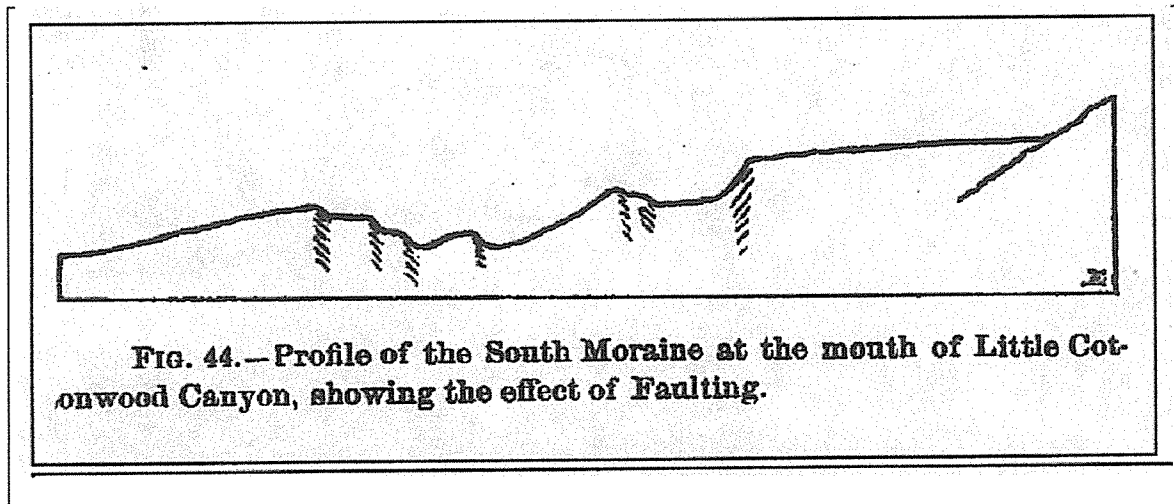 FIG. 44.—Profile of the South Moraine at the mouth of Little Cot-
onwood Canyon, showing the effect of Faulting.